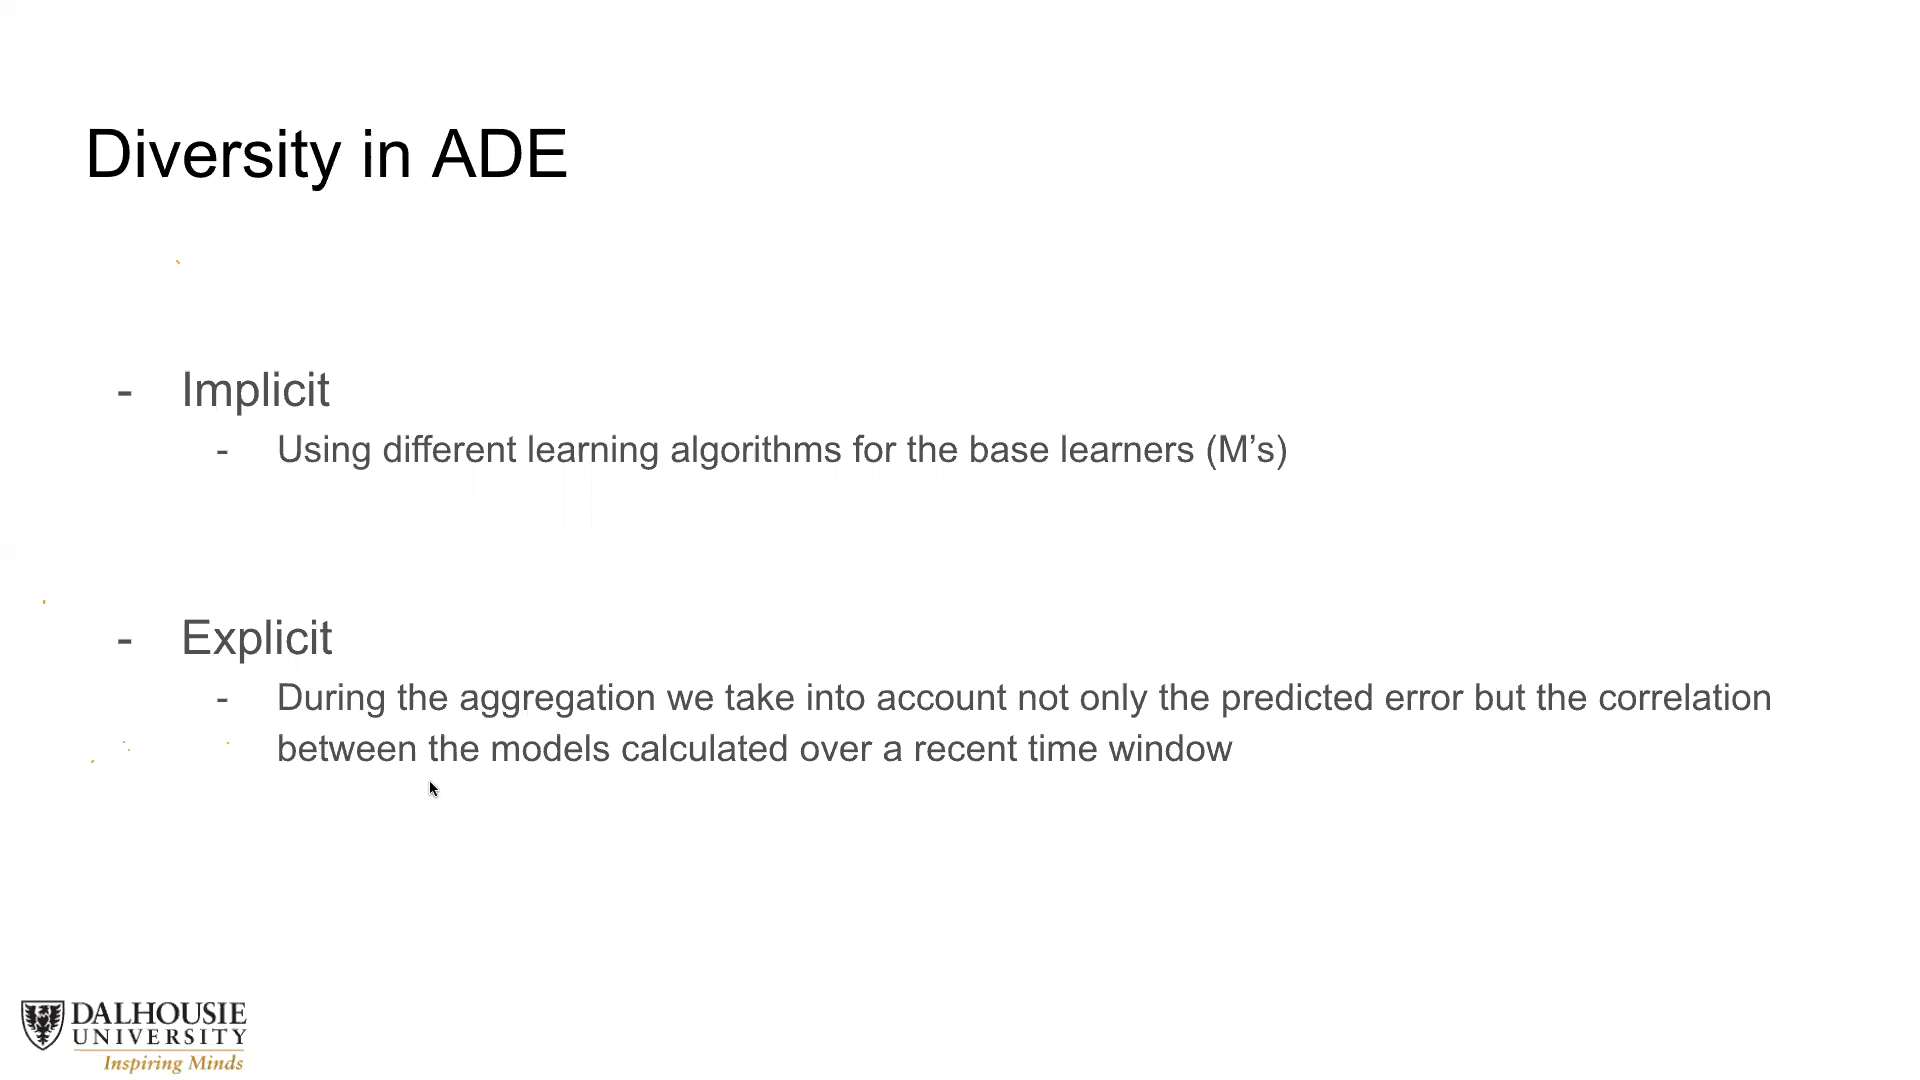 Diversity in ADE
- Implicit
- Using different learning algorithms for the base learners (M’s)
- Explicit
- During the aggregation we take into account not only the predicted error but the correlation
between the models calculated over a recent time window
DALHOUSIE
UNIVERSITY
Inspiring Minds